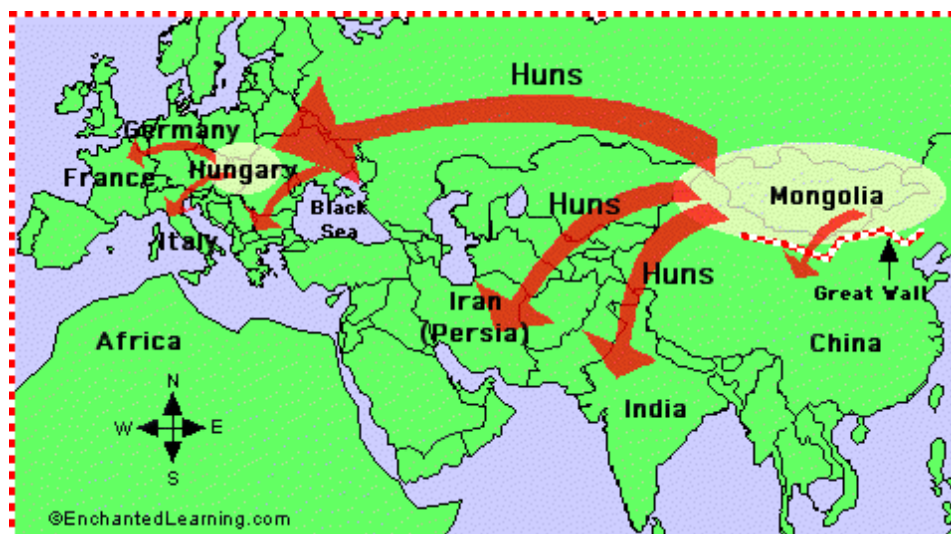 Huns
Germany
Hungary
France
Mongolia
Huns
Black
Sea
Italy
Huns
Great Wall
Iran
(Persia)
Africa
China
N
W
E
S
India
©EnchantedLearning.com